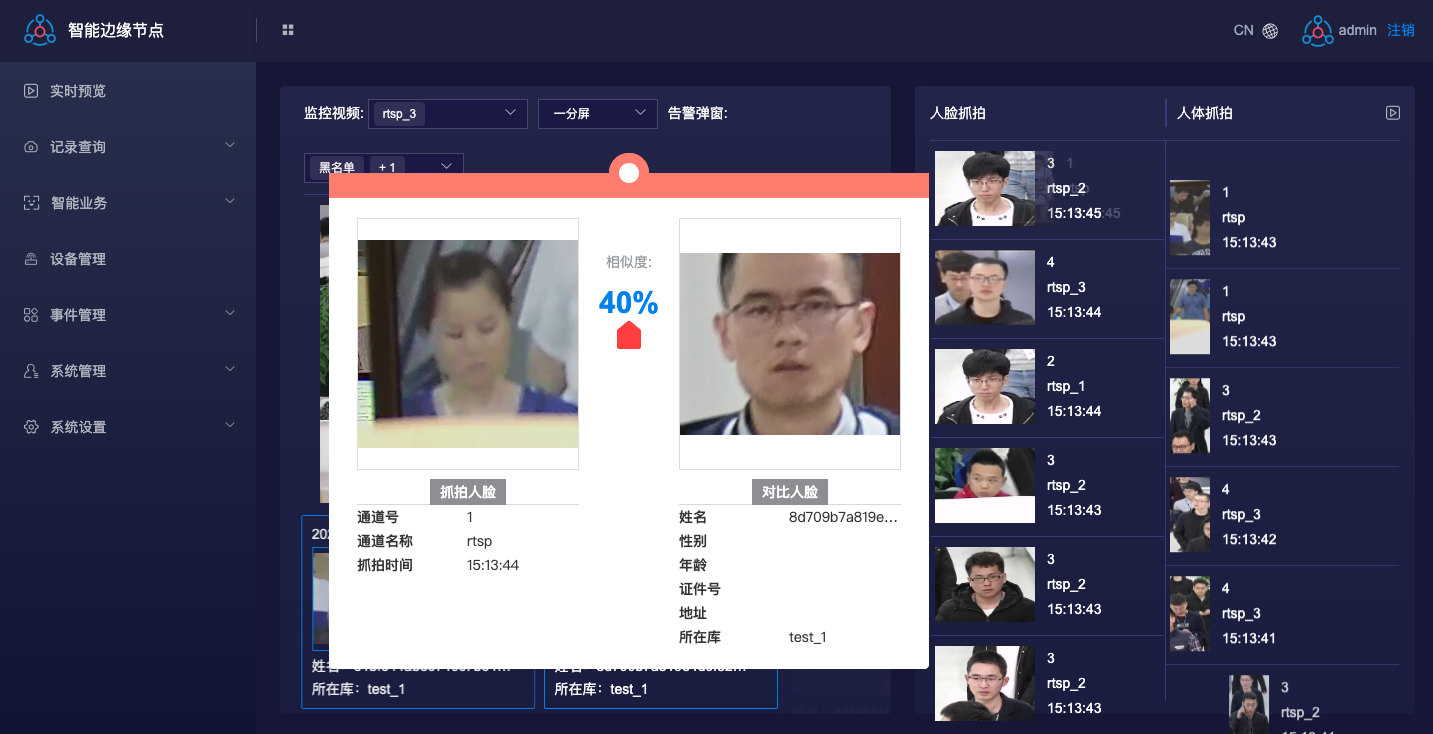 智能边缘节点
CN
admin 注销
实时预览
记录查询
智能业务
设备管理
事件管理
系统管理
系统设置
监控视频: rtsp_3 一分屏 告警弹窗:
黑名单 + 1
相似度:
40%
抓拍人脸
通道号 1
通道名称 rtsp
抓拍时间 15:13:44
对比人脸
姓名 8d709b7a819e...
性别
年龄
证件号
地址
所在库 test_1
所在库：test_1
所在库：test_1
人脸抓拍
3
rtsp_2
15:13:45
4
rtsp_3
15:13:44
2
rtsp_1
15:13:44
3
rtsp_2
15:13:43
3
rtsp_2
15:13:43
3
rtsp_2
15:13:43
人体抓拍
1
rtsp
15:13:43
1
rtsp
15:13:43
3
rtsp_2
15:13:43
4
rtsp_3
15:13:42
4
rtsp_3
15:13:41
3
rtsp_2